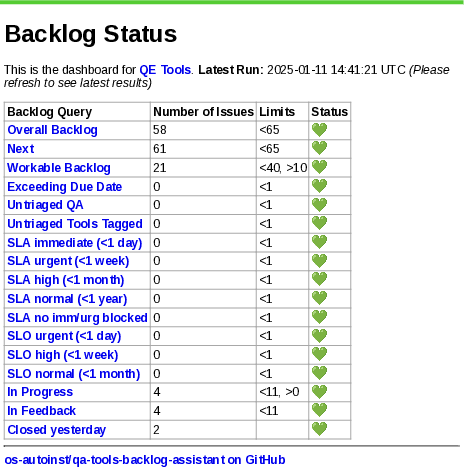 Backlog Status
This is the dashboard for QE Tools. Latest Run: 2025-01-11 14:41:21 UTC (Please
refresh to see latest results)
Backlog Query Number of Issues Limits Status
Overall Backlog 58 <65 💚
Next 61 <65 💚
Workable Backlog 21 <40, >10 💚
Exceeding Due Date 0 <1 💚
Untriaged QA 0 <1 💚
Untriaged Tools Tagged 0 <1 💚
SLA immediate (<1 day) 0 <1 💚
SLA urgent (<1 week) 0 <1 💚
SLA high (<1 month) 0 <1 💚
SLA normal (<1 year) 0 <1 💚
SLA no imm/urg blocked 0 <1 💚
SLO urgent (<1 day) 0 <1 💚
SLO high (<1 week) 0 <1 💚
SLO normal (<1 month) 0 <1 💚
In Progress 4 <11, >0 💚
In Feedback 4 <11 💚
Closed yesterday 2 💚
os-autoinst/qa-tools-backlog-assistant on GitHub